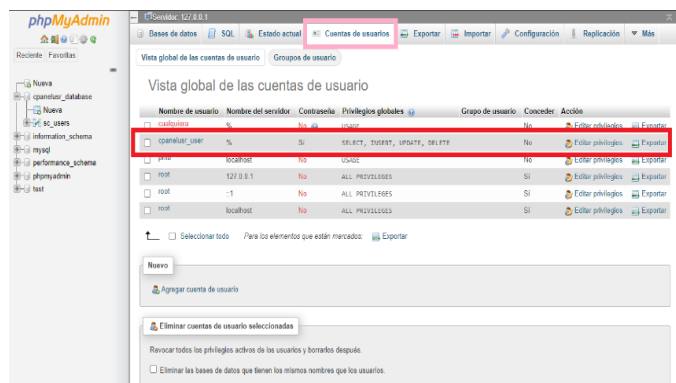 phpMyAdmin
Reciente Favoritas
Nueva
cpanelusr_database
Nueva
sc_users
information_schema
mysql
performance_schema
phpmyadmin
test
Servidor: 127.0.0.1
Bases de datos SQL Estado actual Cuentas de usuarios Exportar Importar Configuración Replicación Más
Vista global de las cuentas de usuario Groupos de usuario
Vista global de las cuentas de usuario
Nombre de usuario Nombre del servidor Contraseña Privilegios globales Grupo de usuario Conceder Acción
cualquiera % No USAGE No Editar privilegios Exportar
cpanelusr_user % Sí SELECT, INSERT, UPDATE, DELETE No Editar privilegios Exportar
pma localhost No USAGE No Editar privilegios Exportar
root 127.0.0.1 No ALL PRIVILEGES Sí Editar privilegios Exportar
root ::1 No ALL PRIVILEGES Sí Editar privilegios Exportar
root localhost No ALL PRIVILEGES Sí Editar privilegios Exportar
Seleccionar todo Para los elementos que están marcados: Exportar
Nuevo
Agregar cuenta de usuario
Eliminar cuentas de usuario seleccionadas
Revocar todos los privilegios activos de los usuarios y borrarlos después.
Eliminar las bases de datos que tienen los mismos nombres que los usuarios.